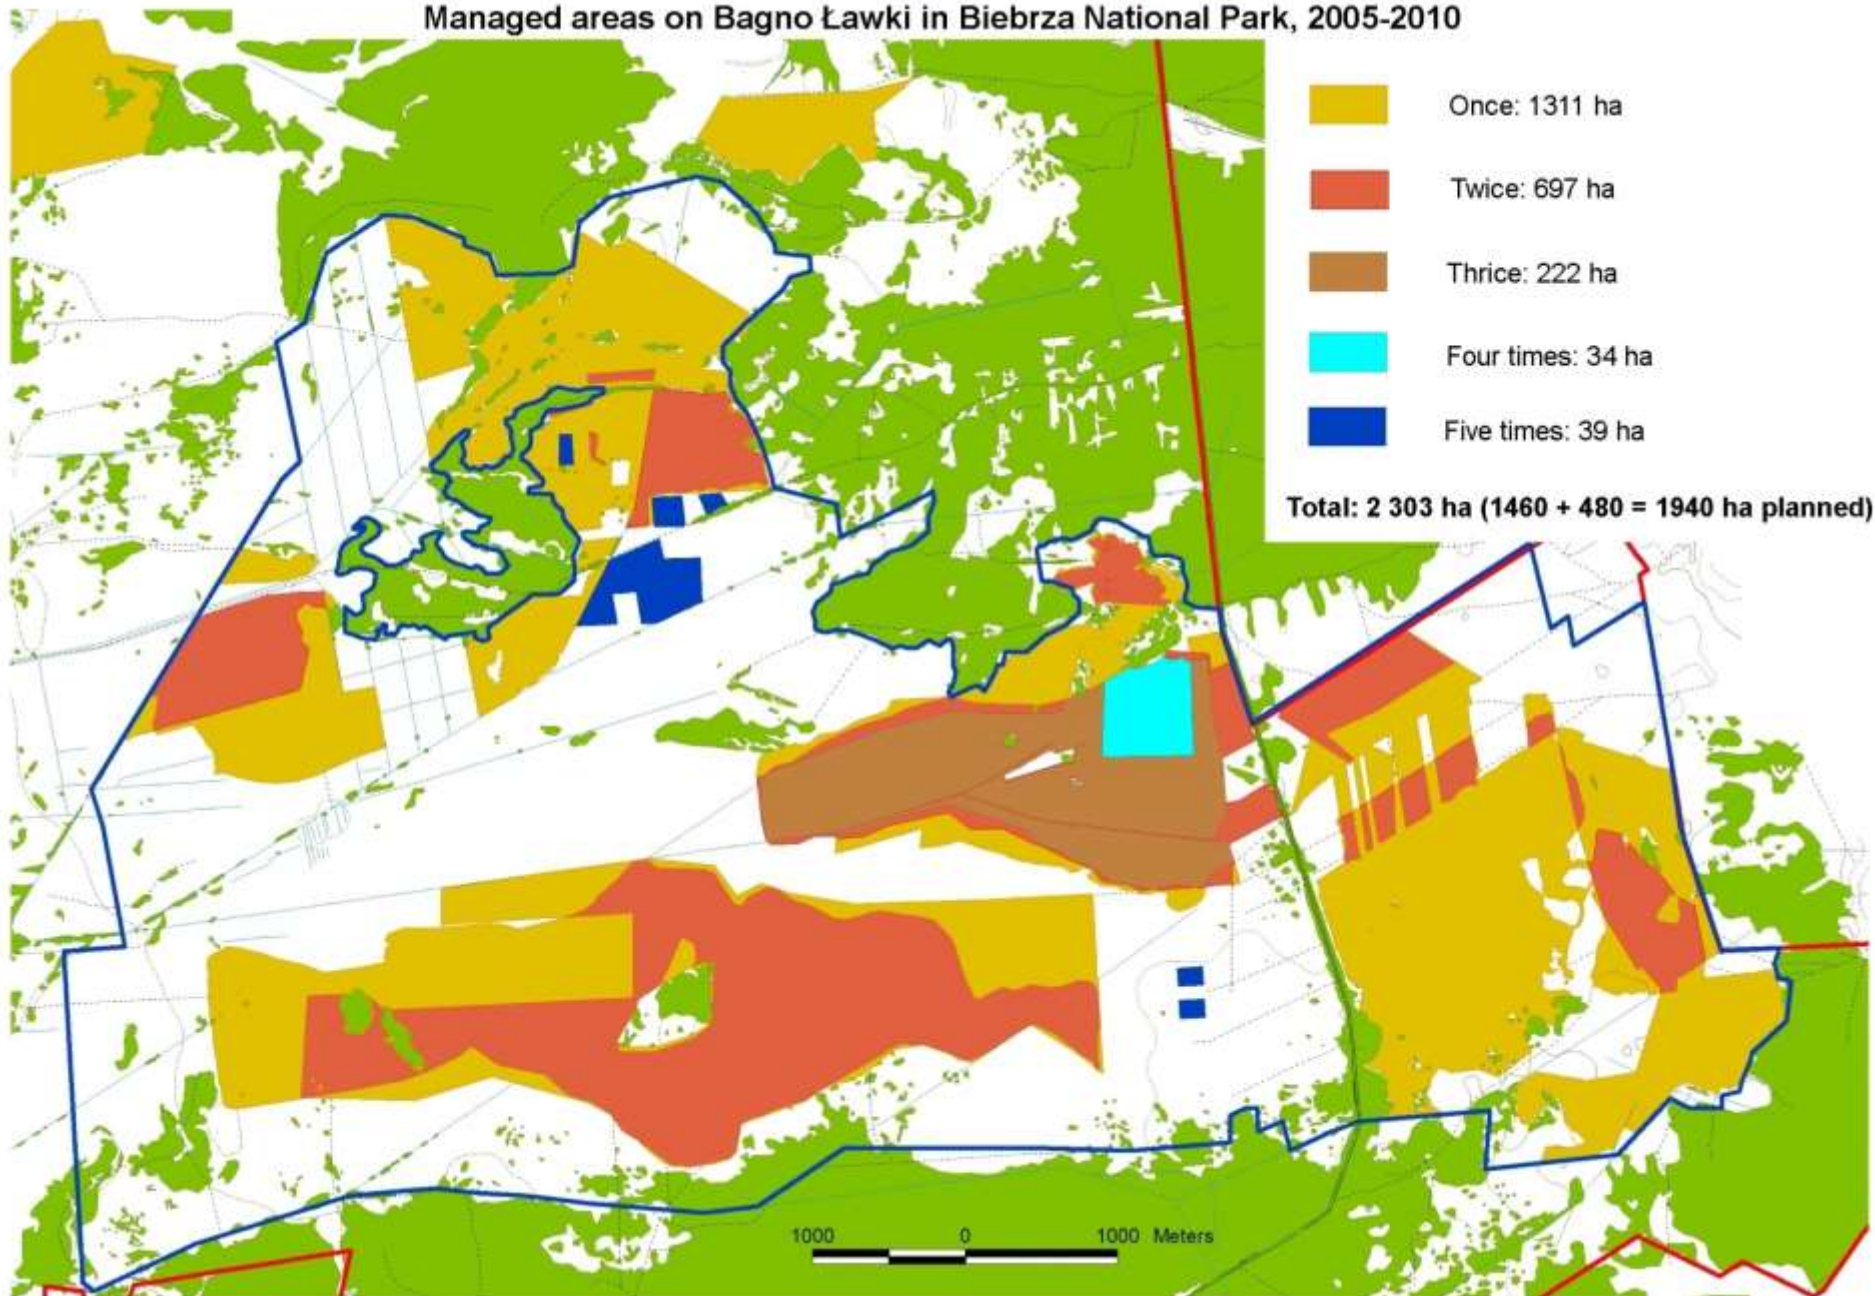 Managed areas on Bagno Ławki in Biebrza National Park, 2005-2010
Once: 1311 ha
Twice: 697 ha
Thrice: 222 ha
Four times: 34 ha
Five times: 39 ha
Total: 2 303 ha (1460 + 480 = 1940 ha planned)
1000 0 1000 Meters